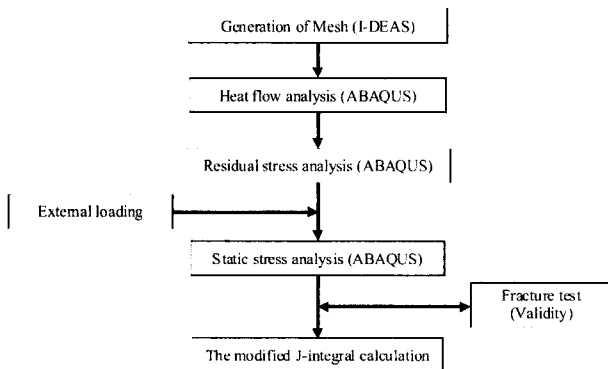 Generation of Mesh (I-DEAS)
Heat flow analysis (ABAQUS)
Residual stress analysis (ABAQUS)
External loading
Static stress analysis (ABAQUS)
Fracture test
(Validity)
The modified J-integral calculation